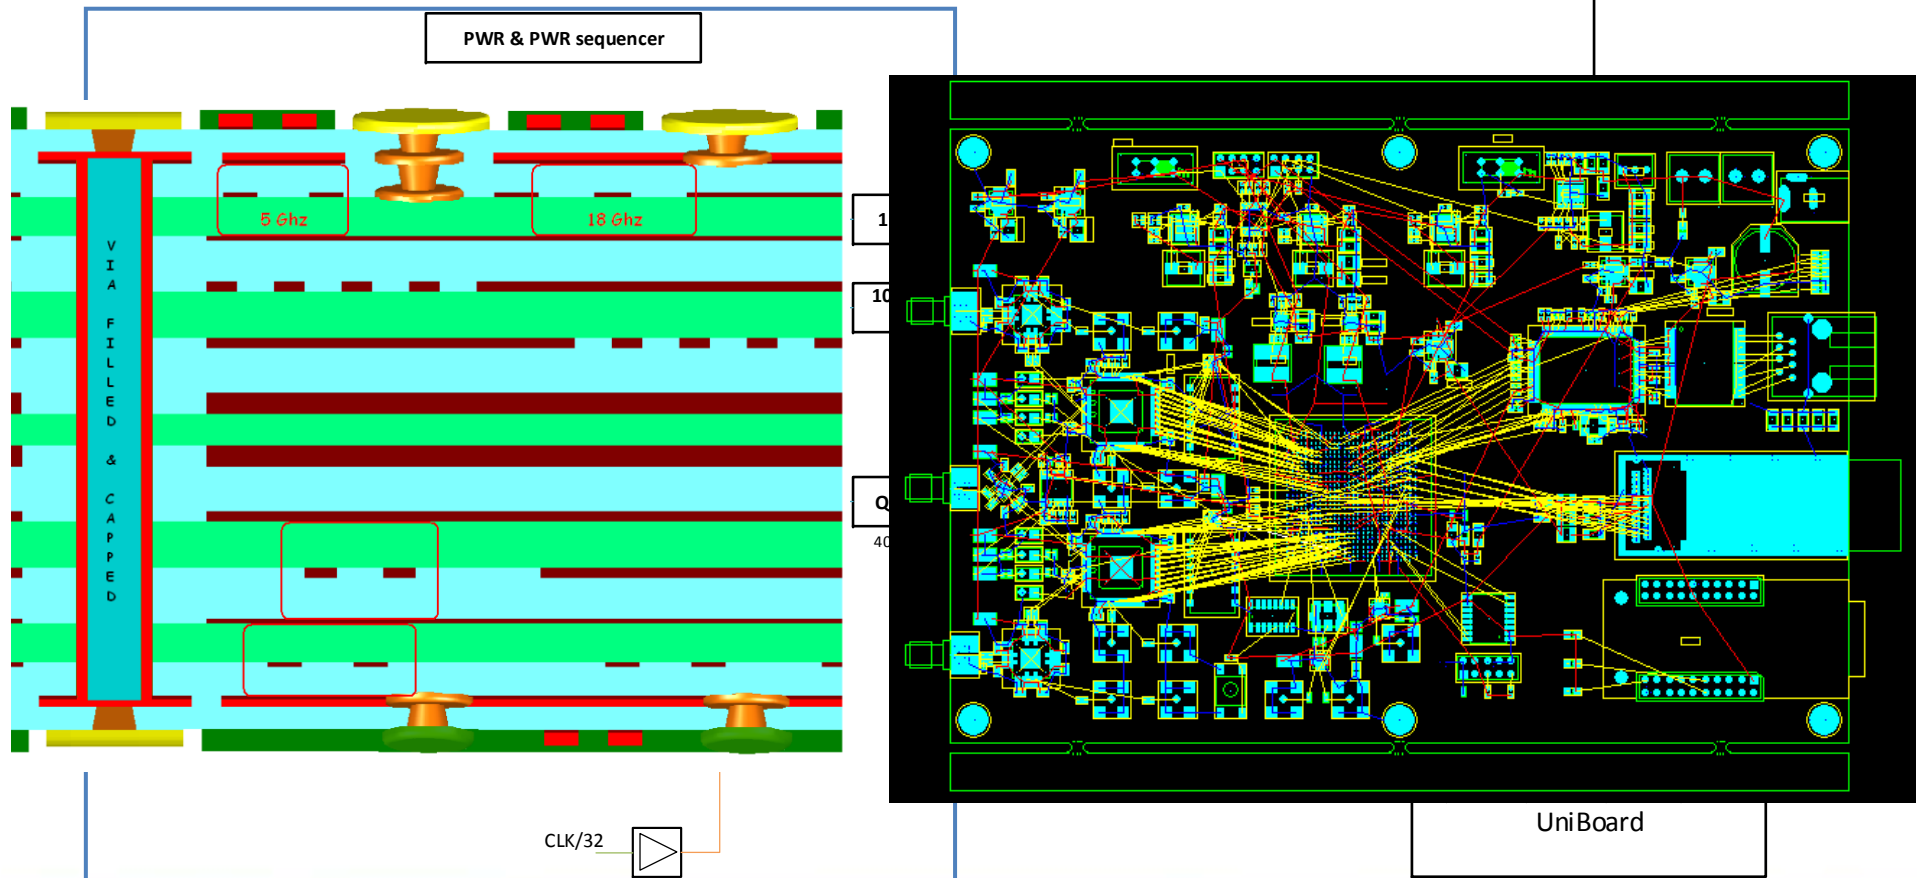 PWR & PWR sequencer
5 Ghz
18 Ghz
VIA FILLED & CAPPED
1
10
Q
40
CLK/32
UniBoard